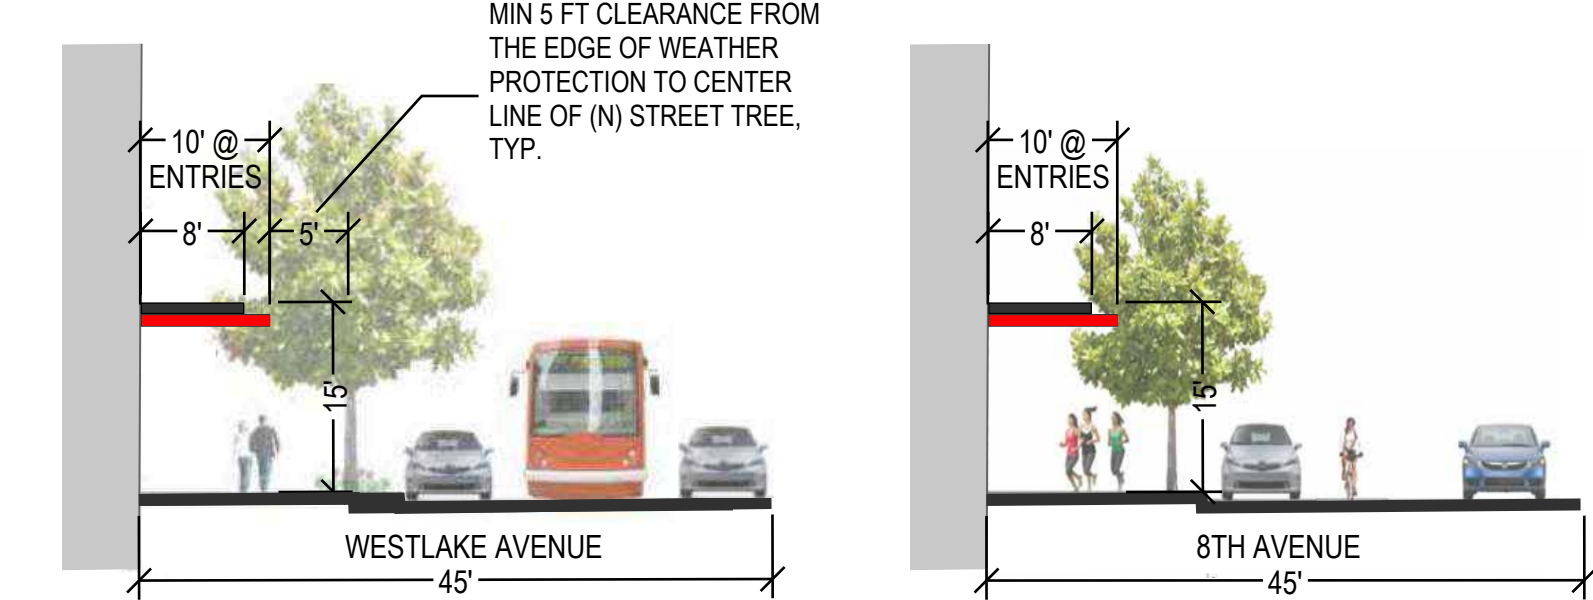 MIN 5 FT CLEARANCE FROM
THE EDGE OF WEATHER
PROTECTION TO CENTER
LINE OF (N) STREET TREE,
TYP.
10' @
ENTRIES
8'
5'
15'
WESTLAKE AVENUE
45'
10' @
ENTRIES
8'
15'
8TH AVENUE
45'